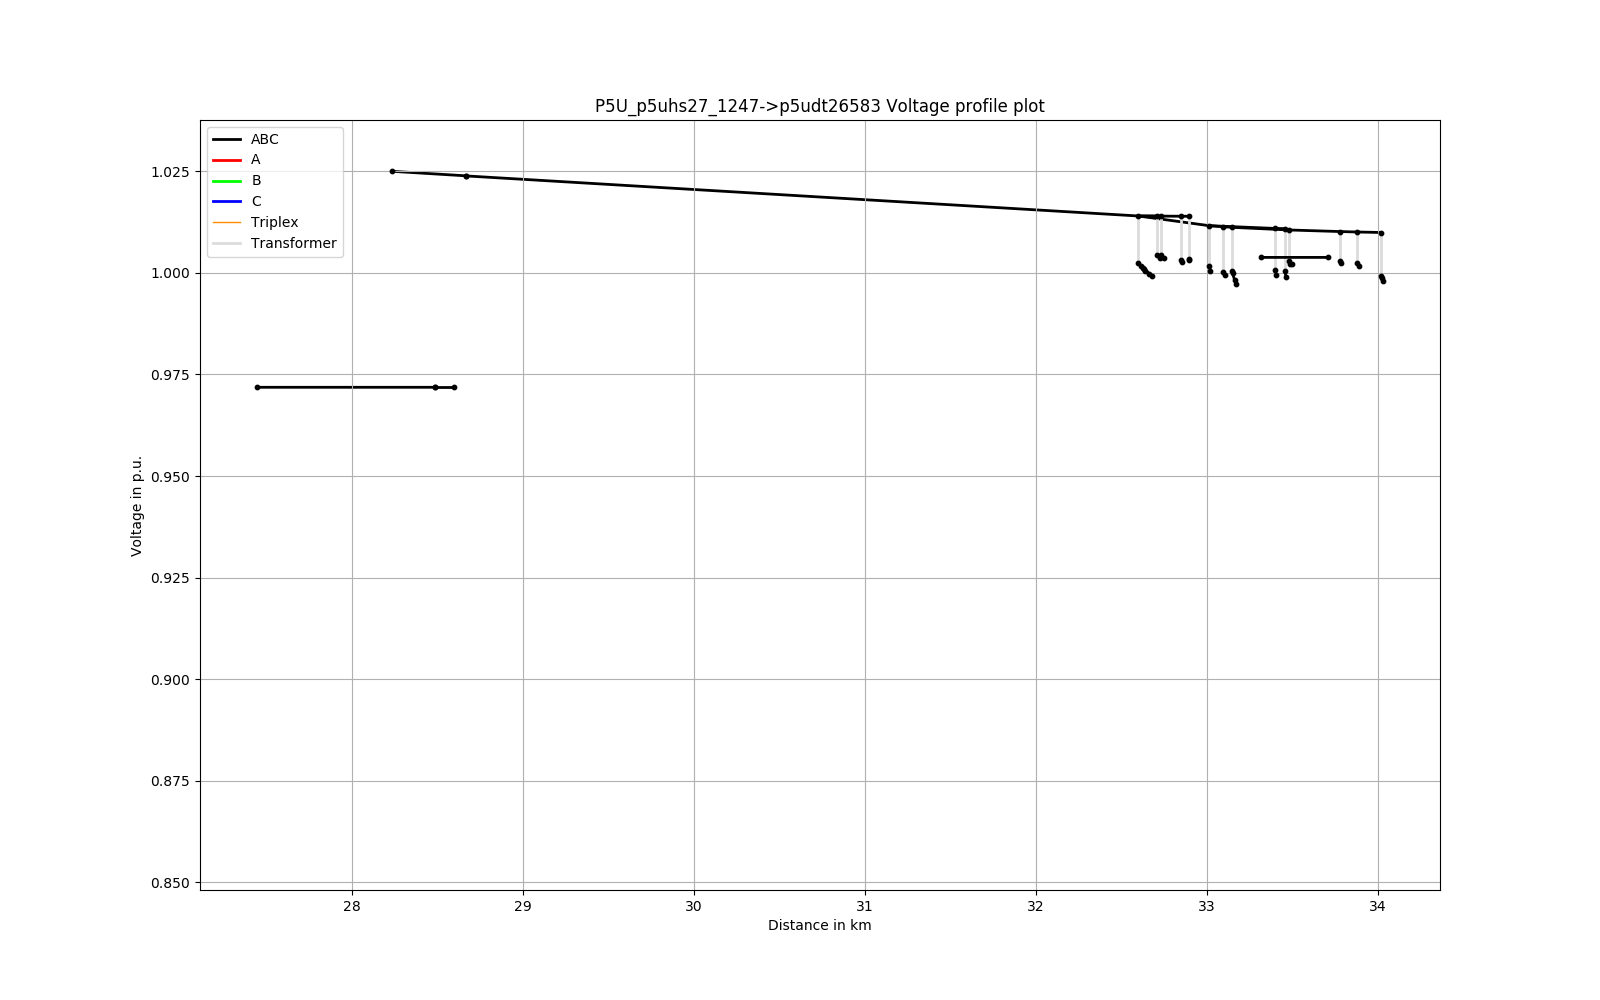 P5U_p5uhs27_1247->p5udt26583 Voltage profile plot
ABC
A
B
C
Triplex
Transformer
1.025
1.000
0.975
0.950
0.925
0.900
0.875
0.850
Voltage in p.u.
28 29 30 31 32 33 34
Distance in km